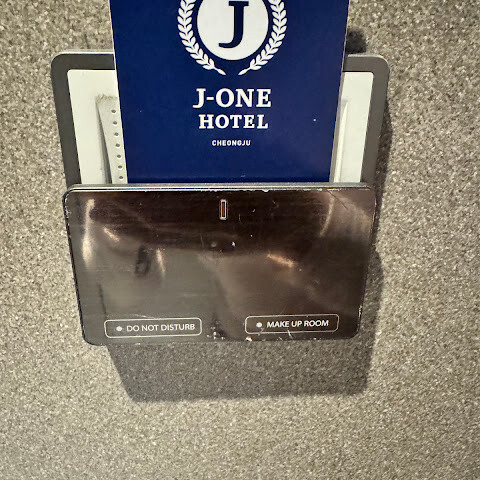 J
J-ONE
HOTEL
CHEONGJU
DO NOT DISTURB
MAKE UP ROOM